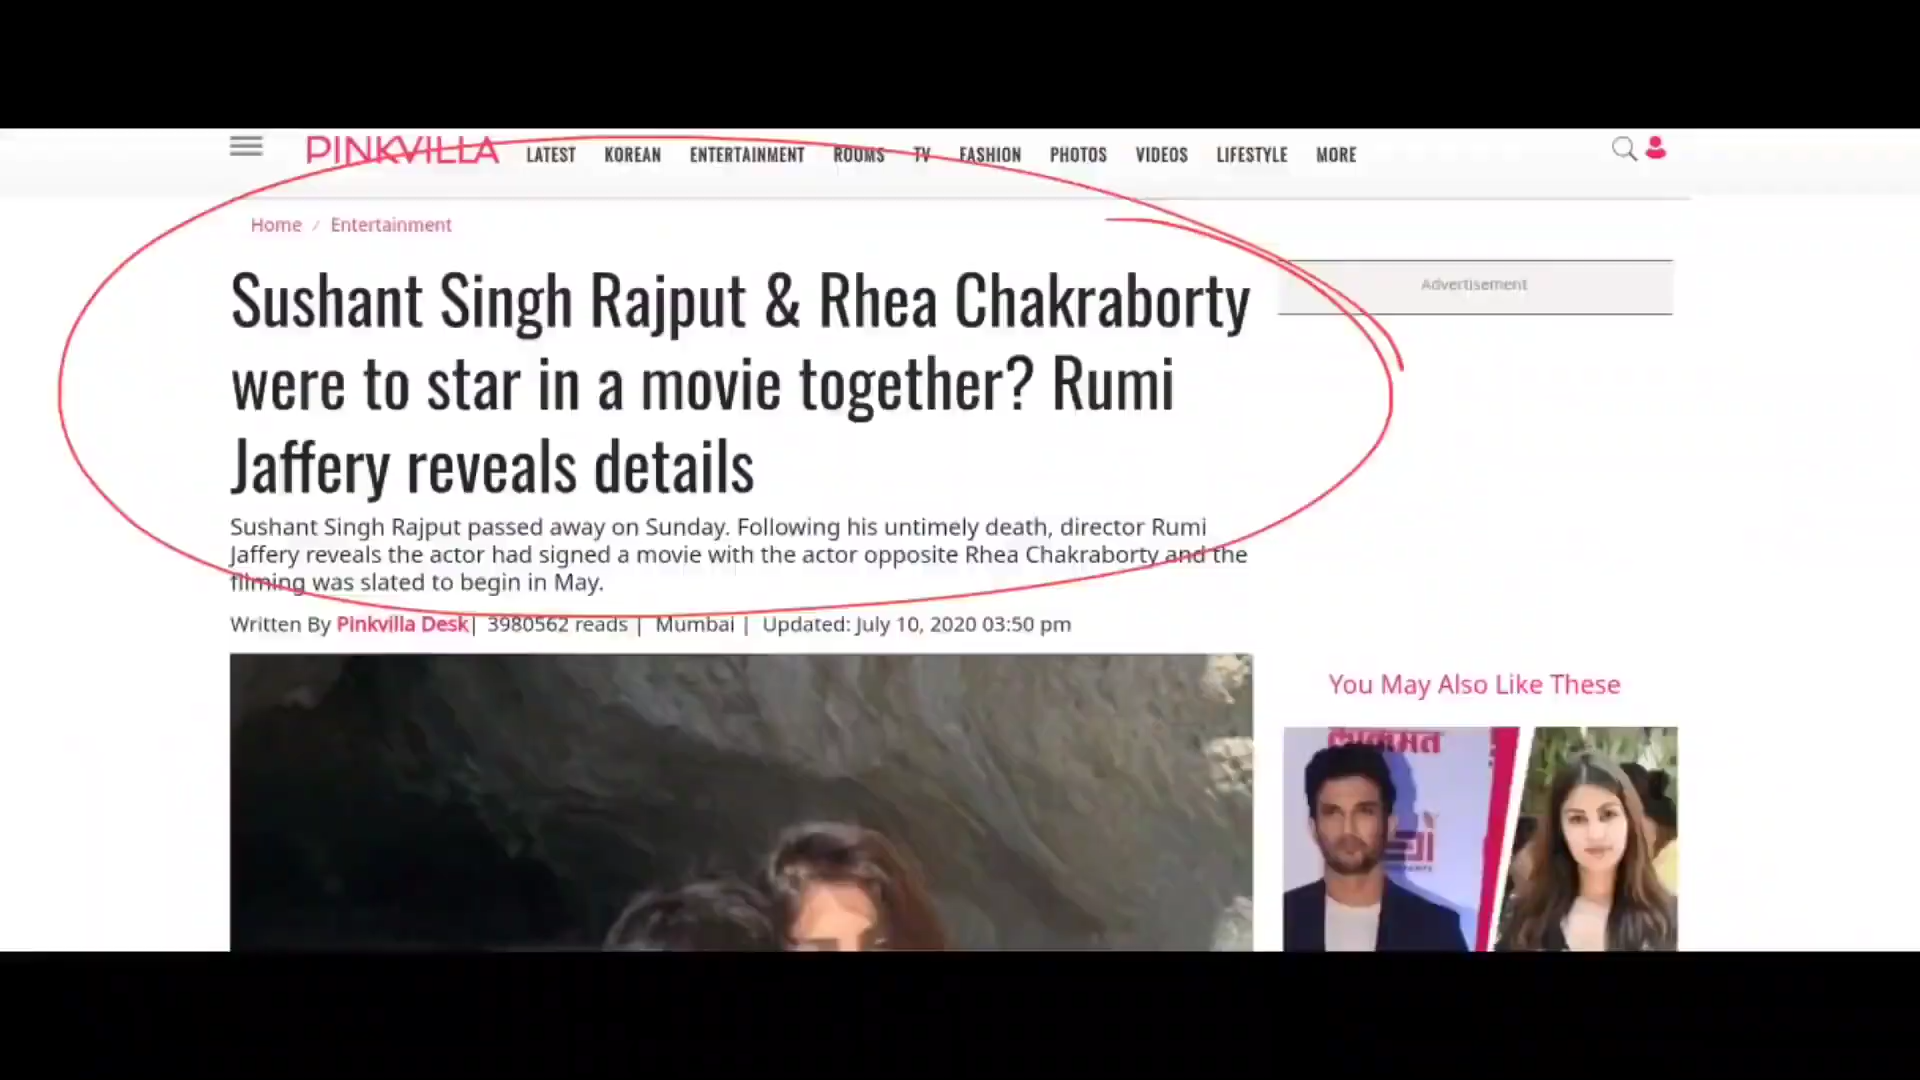 PINKVILLA
LATEST KOREAN ENTERTAINMENT ROOMS TV FASHION PHOTOS VIDEOS LIFESTYLE MORE
Home / Entertainment
Sushant Singh Rajput & Rhea Chakraborty
were to star in a movie together? Rumi
Jaffery reveals details
Sushant Singh Rajput passed away on Sunday. Following his untimely death, director Rumi
Jaffery reveals the actor had signed a movie with the actor opposite Rhea Chakraborty and the
filming was slated to begin in May.
Written By Pinkvilla Desk| 3980562 reads | Mumbai | Updated: July 10, 2020 03:50 pm
Advertisement
You May Also Like These
लोकमत